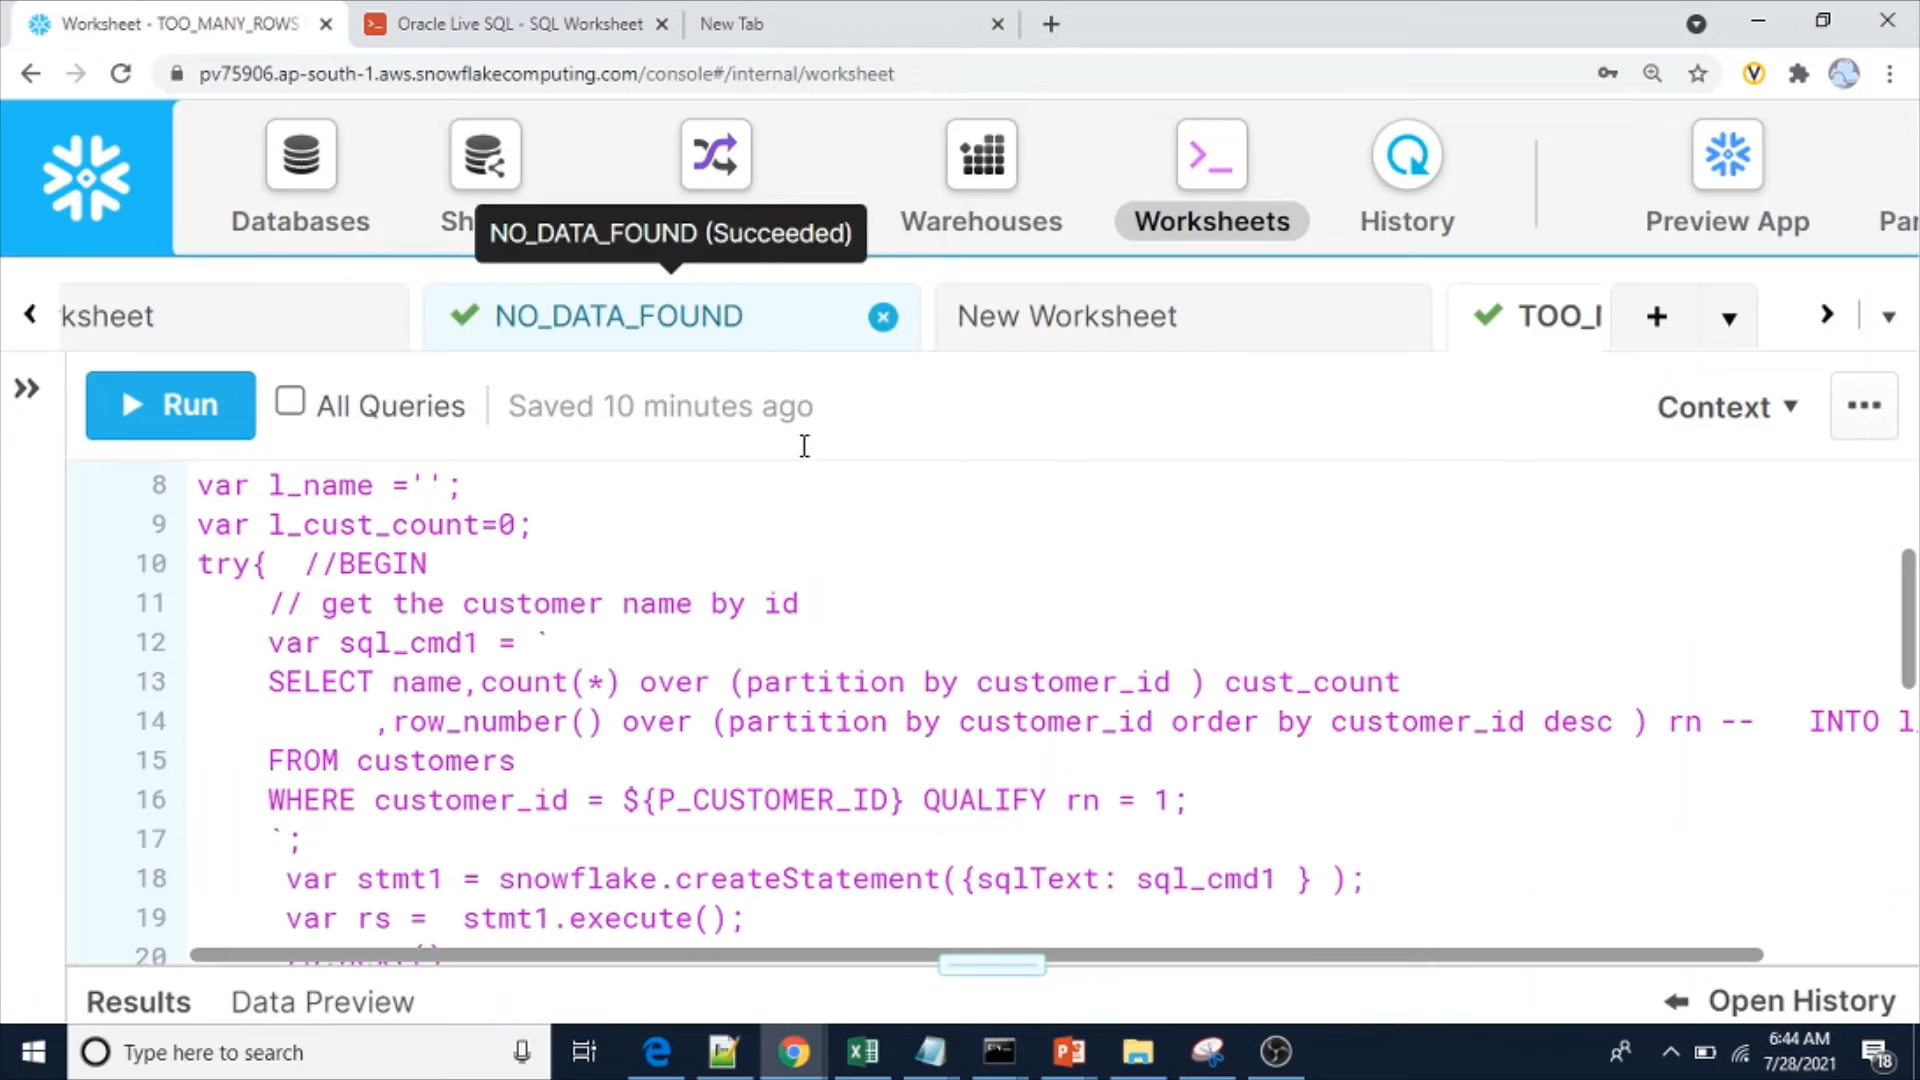 Worksheet - TOO_MANY_ROWS
Oracle Live SQL - SQL Worksheet
New Tab
pv75906.ap-south-1.aws.snowflakecomputing.com/console#/internal/worksheet
Databases
Sh
Warehouses
Worksheets
History
Preview App
Par
NO_DATA_FOUND (Succeeded)
ksheet
NO_DATA_FOUND
New Worksheet
TOO_
Run
All Queries
Saved 10 minutes ago
Context
8 var l_name ='';
9 var l_cust_count=0;
10 try{ //BEGIN
11 // get the customer name by id
12 var sql_cmd1 = `
13 SELECT name,count(*) over (partition by customer_id ) cust_count
14 ,row_number() over (partition by customer_id order by customer_id desc ) rn -- INTO l
15 FROM customers
16 WHERE customer_id = ${P_CUSTOMER_ID} QUALIFY rn = 1;
17 `;
18 var stmt1 = snowflake.createStatement({sqlText: sql_cmd1 } );
19 var rs = stmt1.execute();
20
Results
Data Preview
Open History
Type here to search
6:44 AM
7/28/2021
18